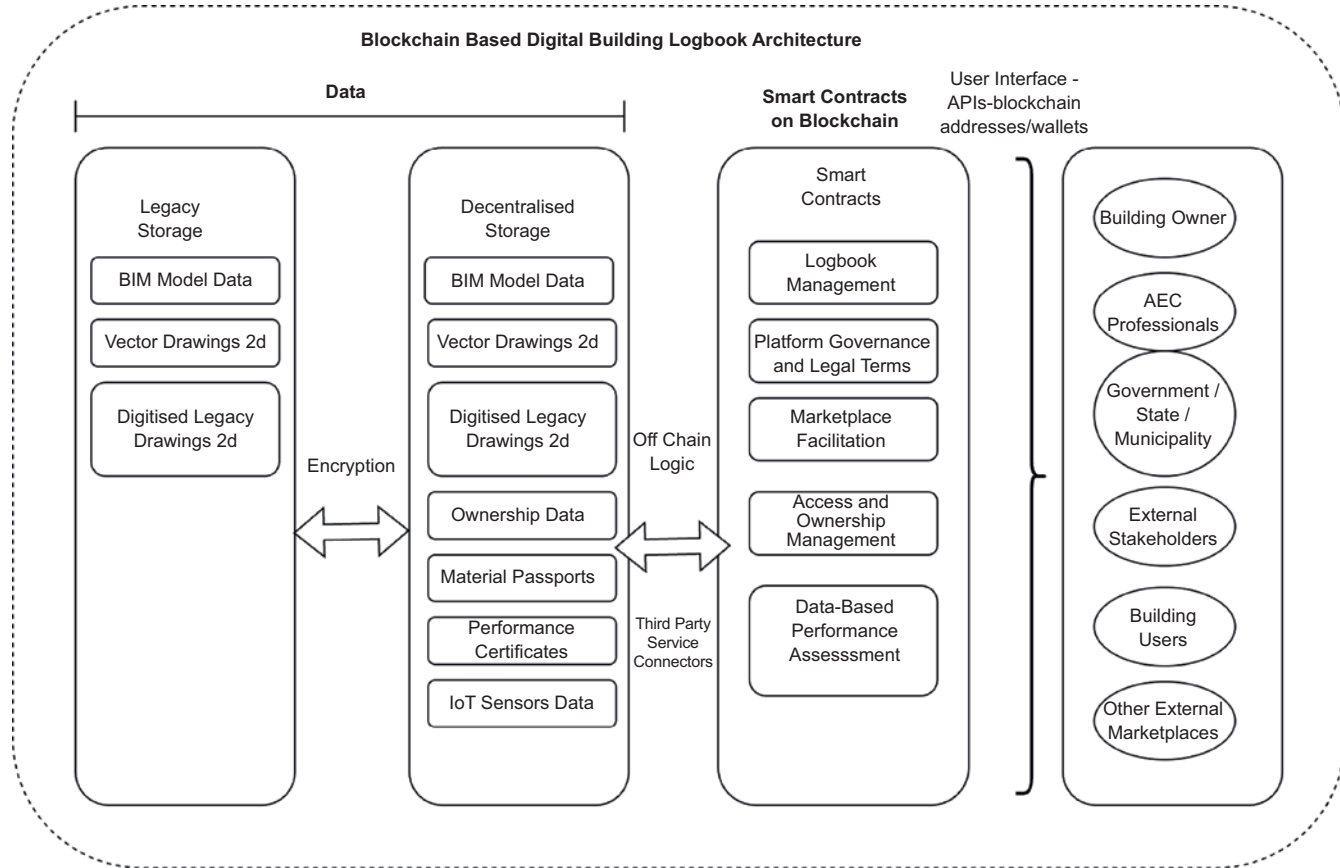 Blockchain Based Digital Building Logbook Architecture
Data
Legacy
Storage
BIM Model Data
Vector Drawings 2d
Digitised Legacy
Drawings 2d
Encryption
Decentralised
Storage
BIM Model Data
Vector Drawings 2d
Digitised Legacy
Drawings 2d
Ownership Data
Material Passports
Performance
Certificates
IoT Sensors Data
Off Chain
Logic
Third Party
Service
Connectors
Smart Contracts
on Blockchain
Smart
Contracts
Logbook
Management
Platform Governance
and Legal Terms
Marketplace
Facilitation
Access and
Ownership
Management
Data-Based
Performance
Assesssment
User Interface -
APIs-blockchain
addresses/wallets
Building Owner
AEC
Professionals
Government /
State /
Municipality
External
Stakeholders
Building
Users
Other External
Marketplaces